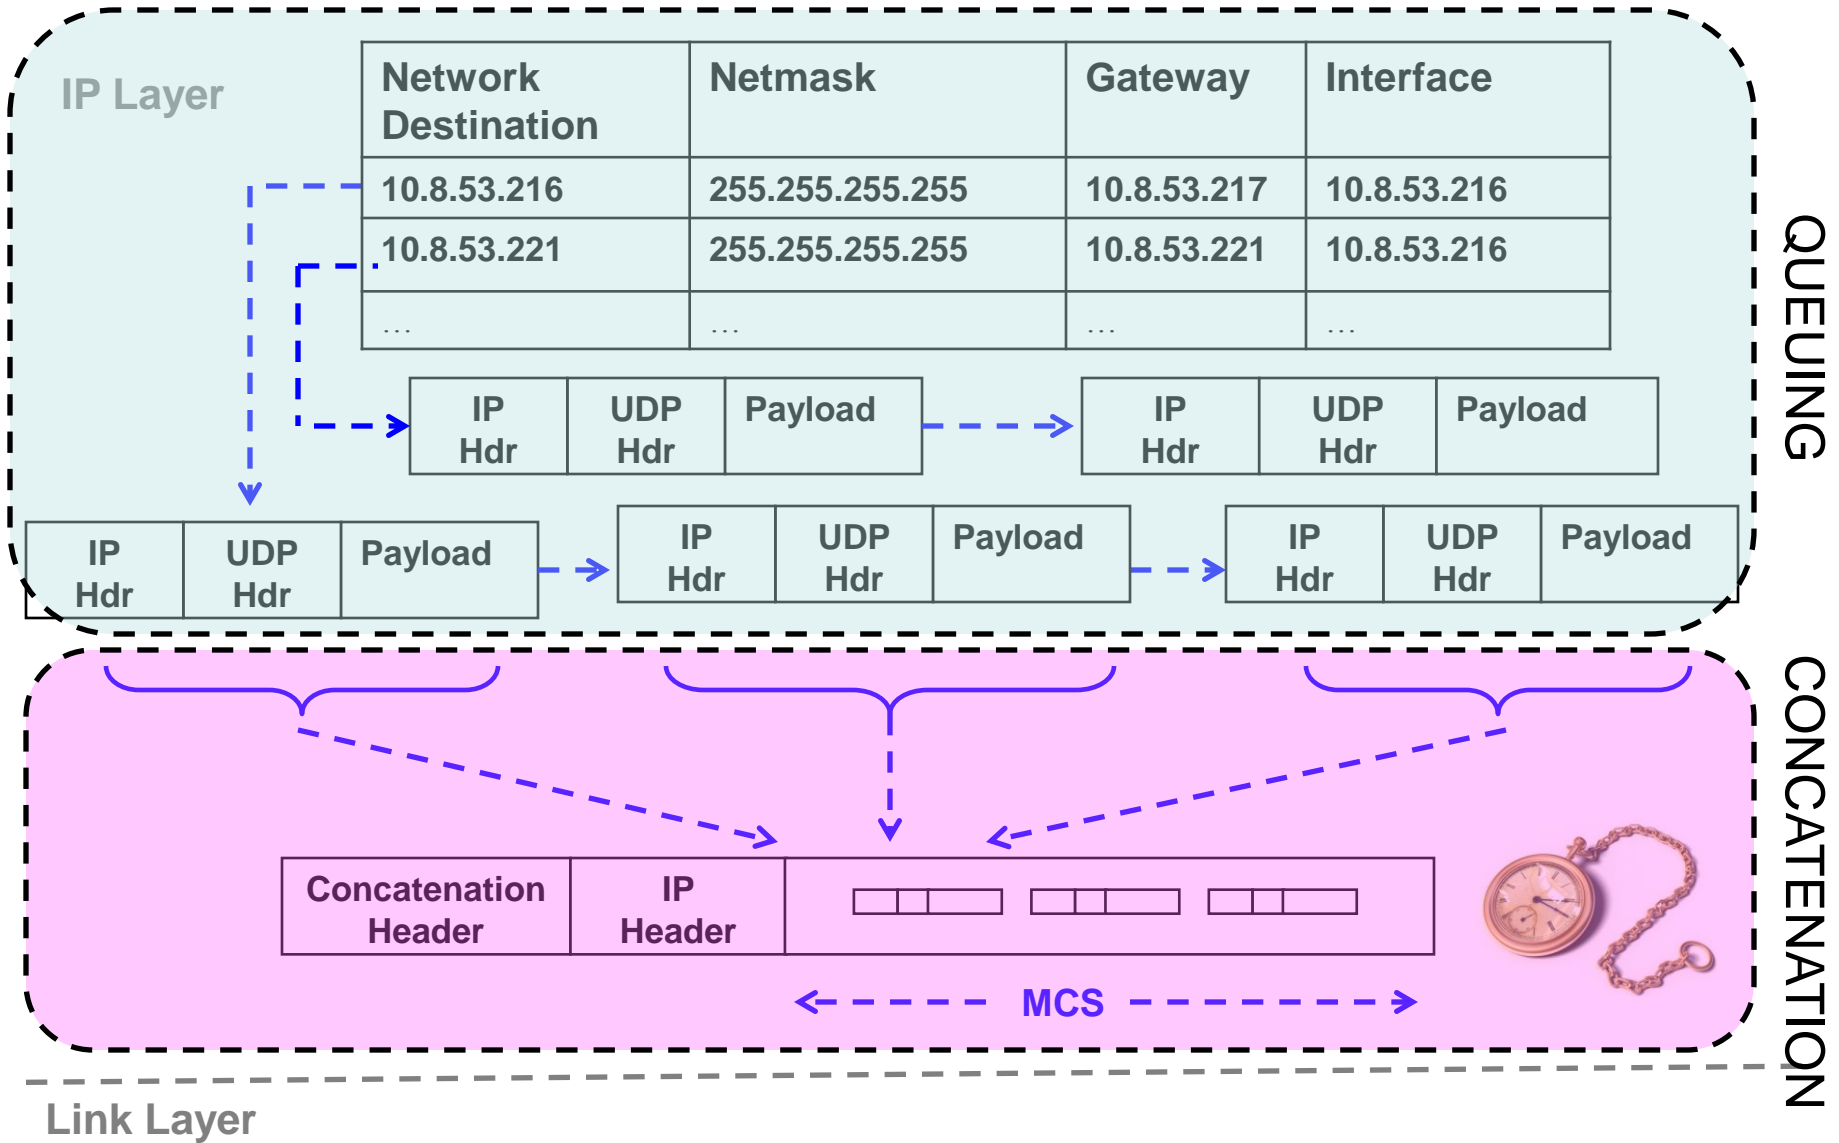 IP Layer
Network Destination Netmask Gateway Interface
10.8.53.216 255.255.255.255 10.8.53.217 10.8.53.216
10.8.53.221 255.255.255.255 10.8.53.221 10.8.53.216
... ... ... ...
IP Hdr UDP Hdr Payload IP Hdr UDP Hdr Payload
IP Hdr UDP Hdr Payload IP Hdr UDP Hdr Payload IP Hdr UDP Hdr Payload
QUEUING
Concatenation Header IP Header
MCS
CONCATENATION
Link Layer